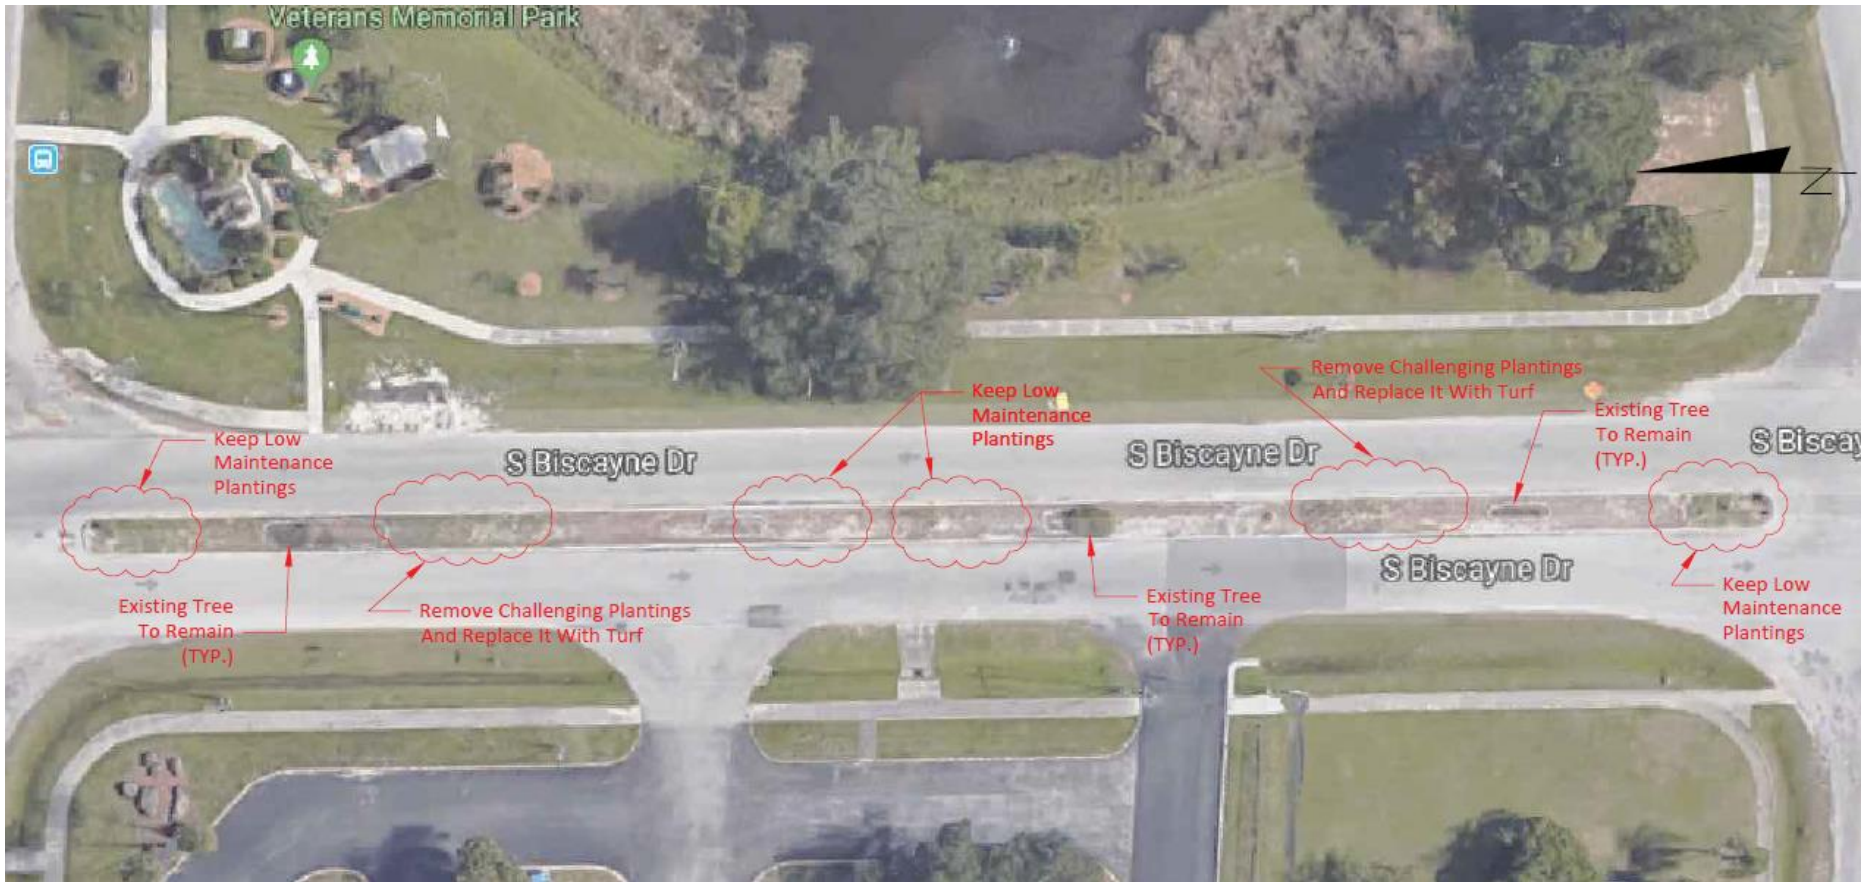 Veterans Memorial Park
N
Remove Challenging Plantings
And Replace It With Turf
Keep Low
Maintenance
Plantings
Existing Tree
To Remain
(TYP.)
Keep Low
Maintenance
Plantings
S Biscayne Dr
S Biscayne Dr
S Biscay
S Biscayne Dr
Existing Tree
To Remain
(TYP.)
Remove Challenging Plantings
And Replace It With Turf
Existing Tree
To Remain
(TYP.)
Keep Low
Maintenance
Plantings